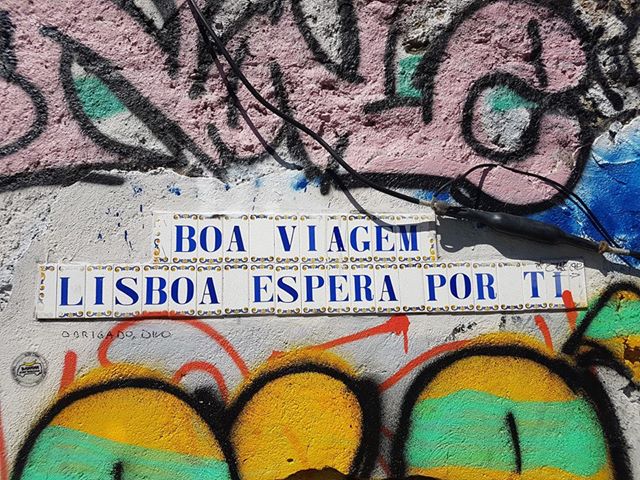 BOA VIAGEM
LISBOA ESPERA POR TI
OBRIGADO,